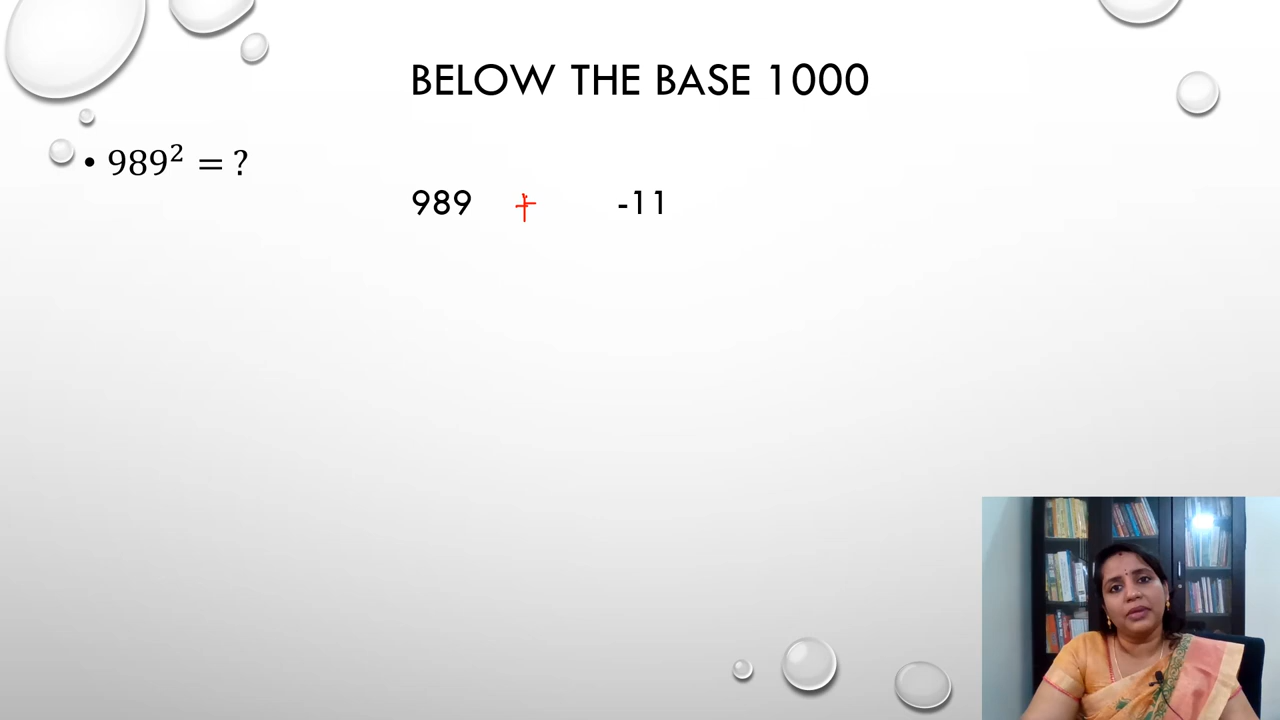 BELOW THE BASE 1000
• 989² = ?
989 + -11